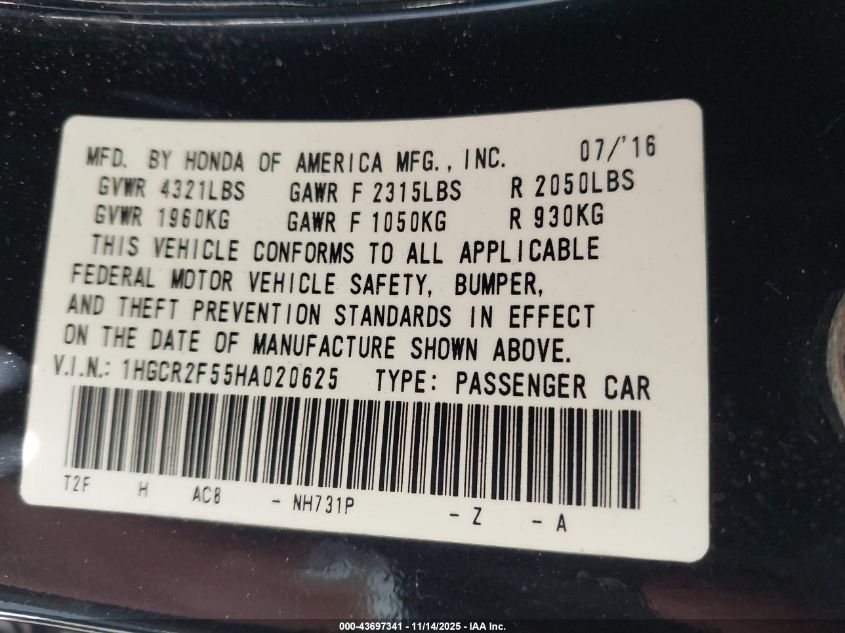 MFD. BY HONDA OF AMERICA MFG., INC. 07/'16
GVWR 4321LBS GAWR F 2315LBS R 2050LBS
GVWR 1960KG GAWR F 1050KG R 930KG
THIS VEHICLE CONFORMS TO ALL APPLICABLE
FEDERAL MOTOR VEHICLE SAFETY, BUMPER,
AND THEFT PREVENTION STANDARDS IN EFFECT
ON THE DATE OF MANUFACTURE SHOWN ABOVE.
V.I.N.: 1HGCR2F55HA020625 TYPE: PASSENGER CAR
T2F H AC8 - NH731P - Z - A
000-43697341 - 11/14/2025 - IAA Inc.